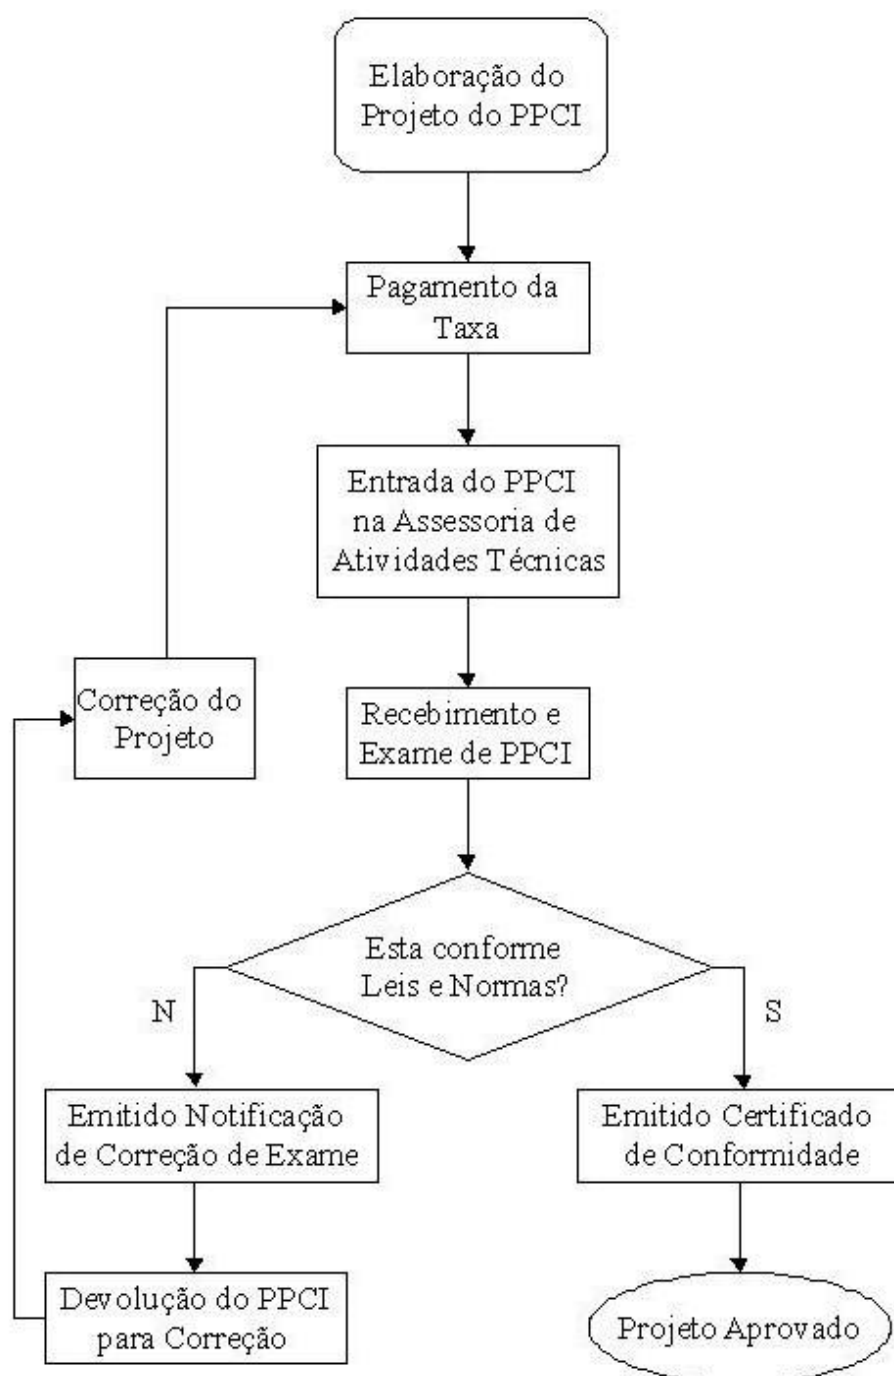 Elaboração do
Projeto do PPCI
Pagamento da
Taxa
Entrada do PPCI
na Assessoria de
Atividades Técnicas
Correção do
Projeto
Recebimento e
Exame de PPCI
Esta conforme
Leis e Normas?
N
S
Emitido Notificação
de Correção de Exame
Emitido Certificado
de Conformidade
Devolução do PPCI
para Correção
Projeto Aprovado